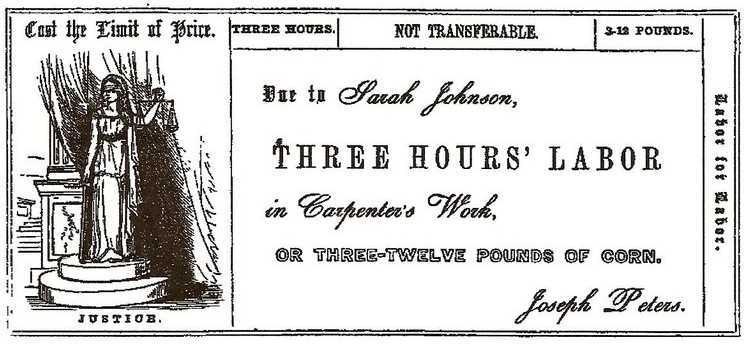 Cost the Limit of Price.
JUSTICE.
THREE HOURS.
NOT TRANSFERABLE.
3-12 POUNDS.
Due to Sarah Johnson,
THREE HOURS' LABOR
in Carpenter's Work,
OR THREE-TWELVE POUNDS OF CORN.
Joseph Peters.
Labor for Labor.